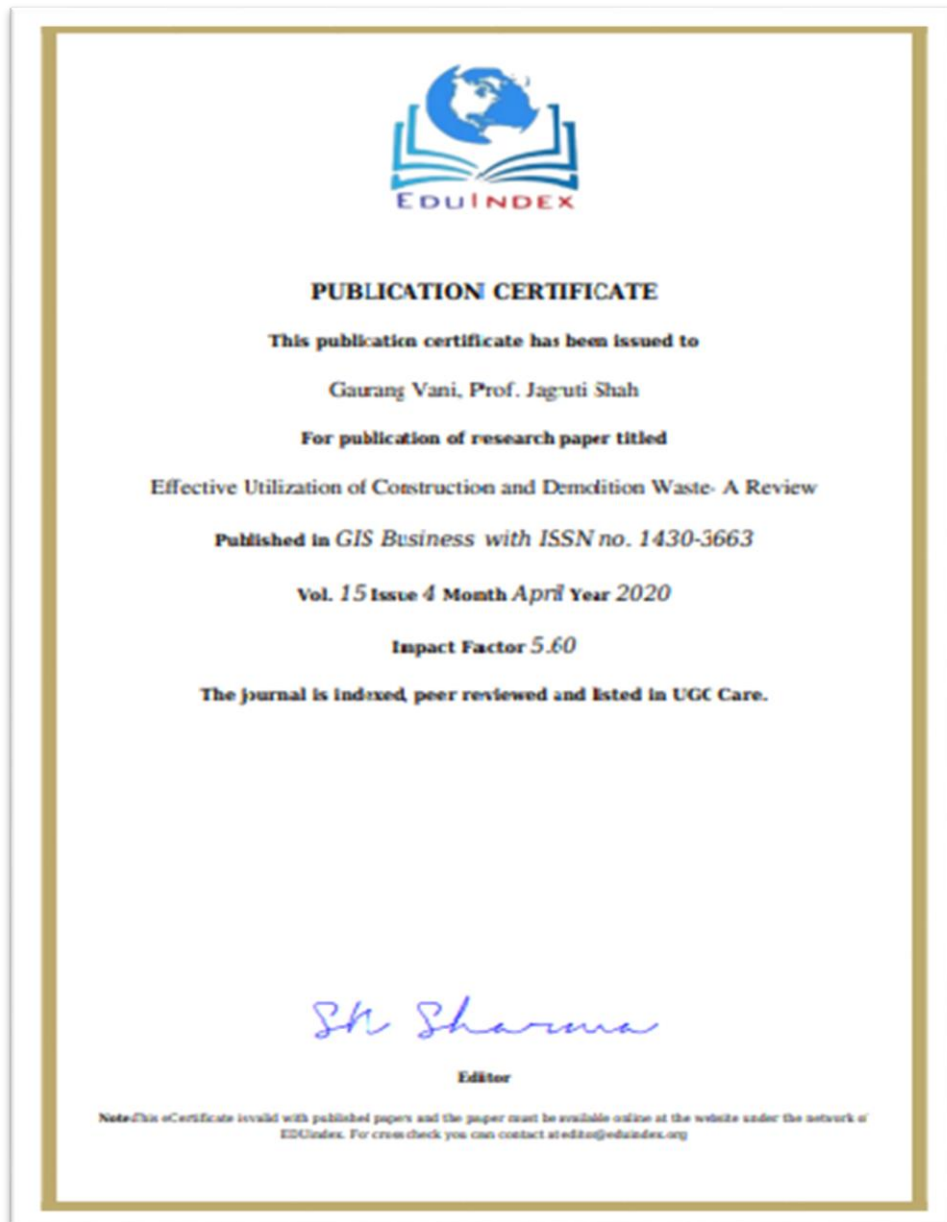 EDUINDEX
PUBLICATION CERTIFICATE
This publication certificate has been issued to
Gaurang Vani, Prof. Jagruti Shah
For publication of research paper titled
Effective Utilization of Construction and Demolition Waste- A Review
Published in GIS Business with ISSN no. 1430-3663
Vol. 15 Issue 4 Month April Year 2020
Impact Factor 5.60
The journal is indexed, peer reviewed and listed in UGC Care.
SN Sharma
Editor
Note:This eCertificate is valid with published papers and the paper must be available online at the website under the network of
EDUindex. For crosscheck you can contact at editor@eduindex.org